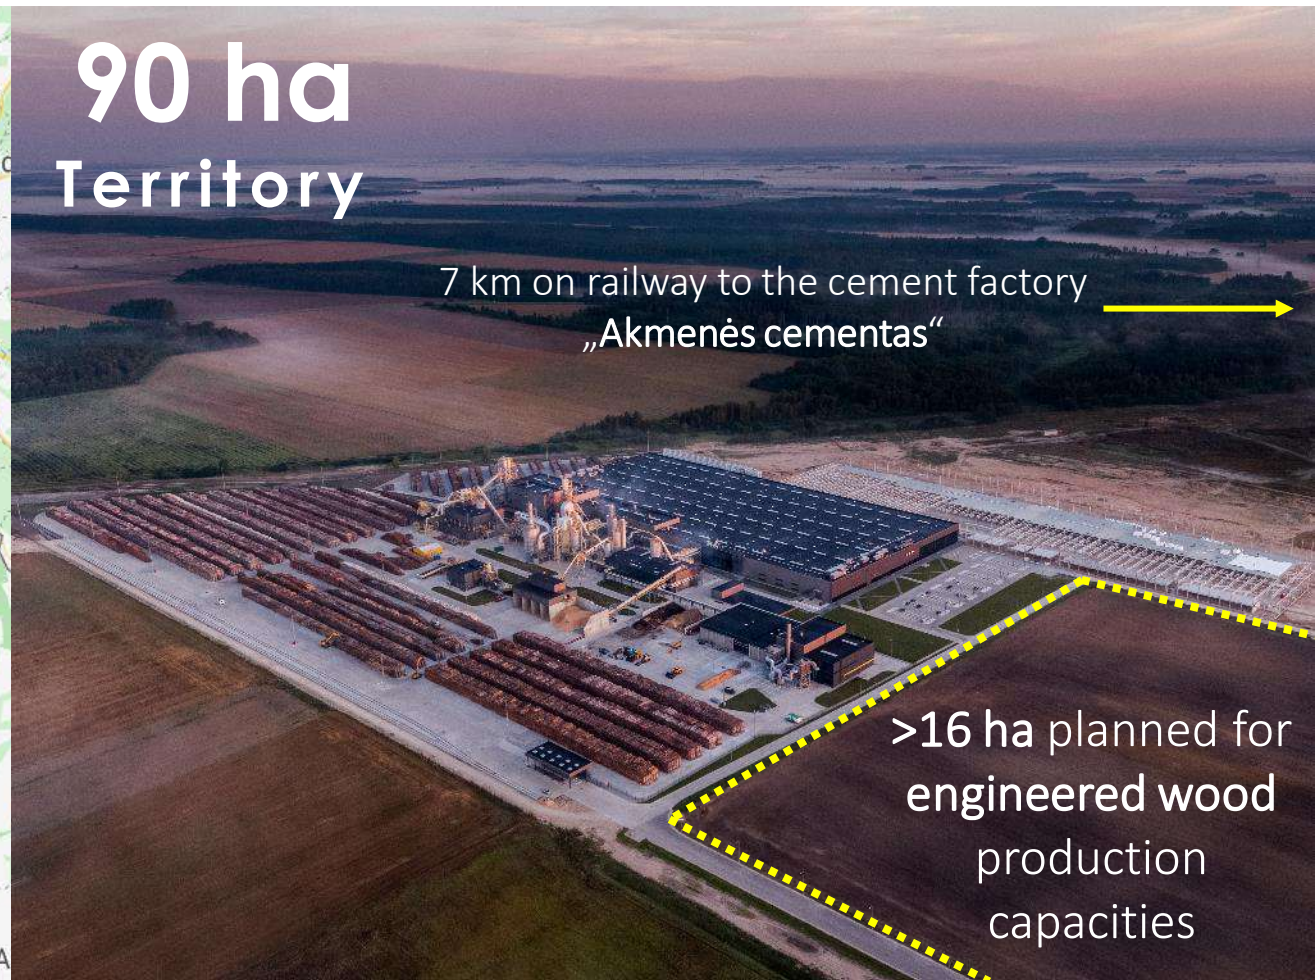 90 ha
Territory
7 km on railway to the cement factory
„Akmenės cementas“
>16 ha planned for
engineered wood
production
capacities